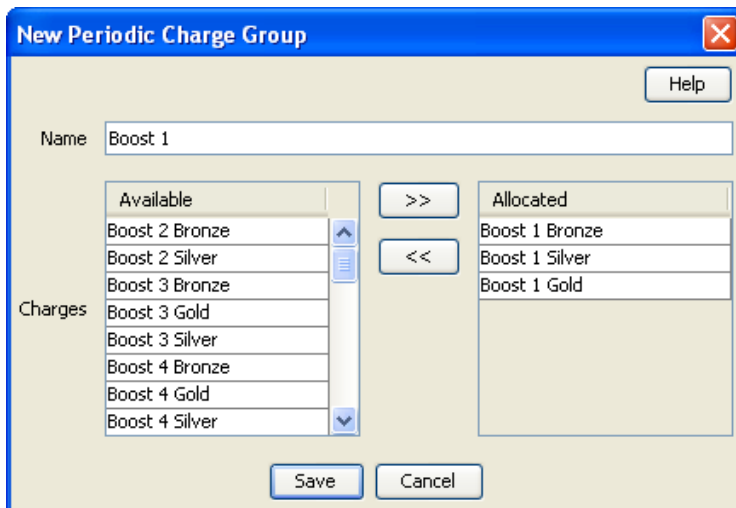 New Periodic Charge Group
Help
Name Boost 1
Available >> Allocated
Boost 2 Bronze Boost 1 Bronze
Boost 2 Silver << Boost 1 Silver
Boost 3 Bronze Boost 1 Gold
Charges Boost 3 Gold
Boost 3 Silver
Boost 4 Bronze
Boost 4 Gold
Boost 4 Silver
Save Cancel